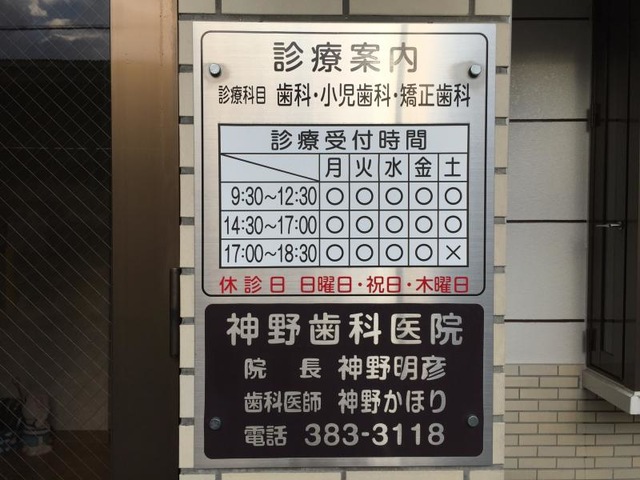 診療案内
診療科目 歯科・小児歯科・矯正歯科
診療受付時間
月 火 水 金 土
9:30〜12:30 ○ ○ ○ ○ ○
14:30〜17:00 ○ ○ ○ ○ ○
17:00〜18:30 ○ ○ ○ ○ ×
休診日 日曜日・祝日・木曜日
神野歯科医院
院長 神野明彦
歯科医師 神野かほり
電話 383-3118